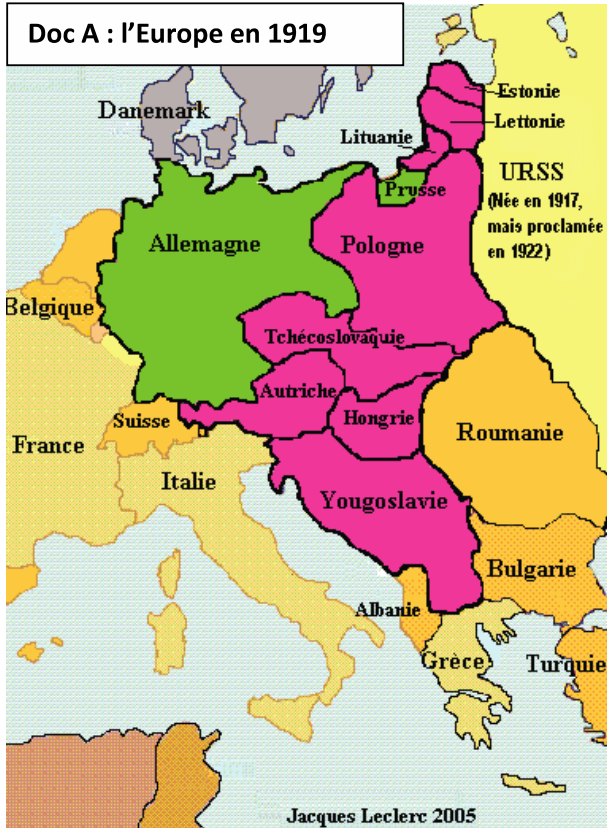 Doc A : l’Europe en 1919
Danemark
Estonie
Lettonie
Lituanie
URSS
(Née en 1917,
mais proclamée
en 1922)
Prusse
Allemagne
Pologne
Belgique
Tchécoslovaquie
Autriche
Suisse
Hongrie
France
Roumanie
Italie
Yougoslavie
Bulgarie
Albanie
Grèce
Turquie
Jacques Leclerc 2005